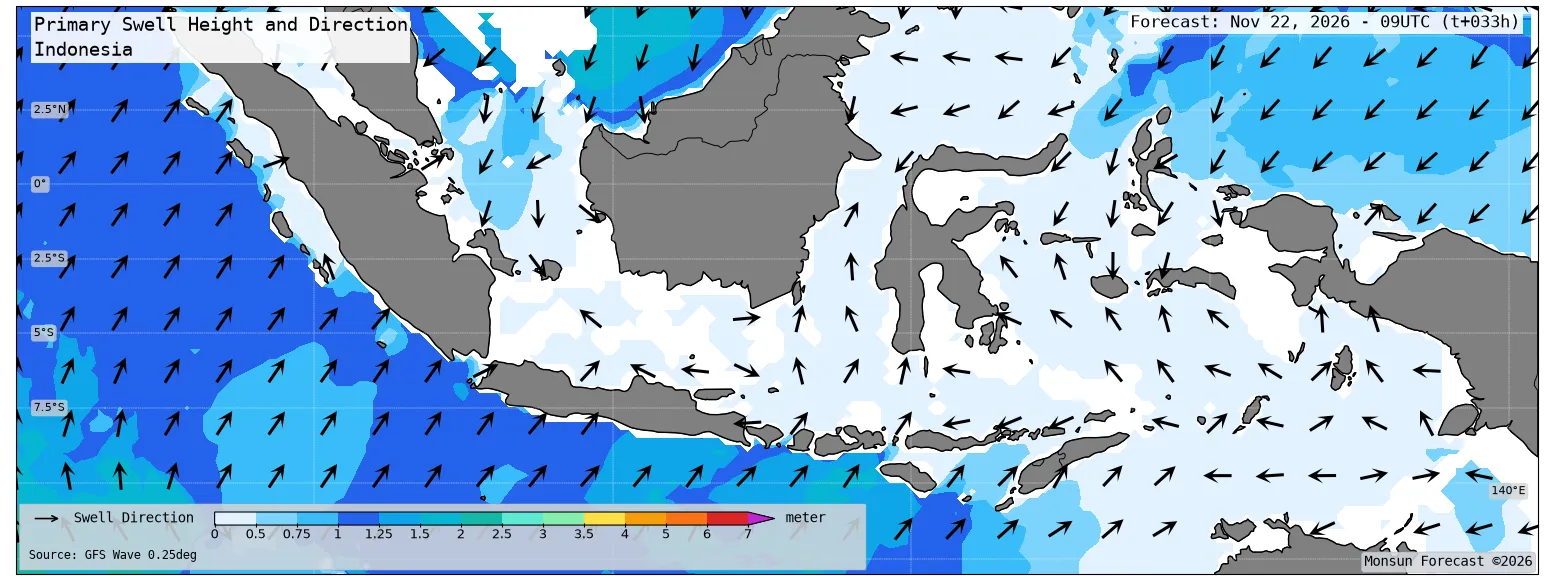 Primary Swell Height and Direction
Indonesia
Forecast: Nov 22, 2026 - 09UTC (t+033h)
2.5°N
0°
2.5°S
5°S
7.5°S
140°E
Swell Direction
0 0.5 0.75 1 1.25 1.5 2 2.5 3 3.5 4 5 6 7
meter
Source: GFS Wave 0.25deg
Monsun Forecast ©2026